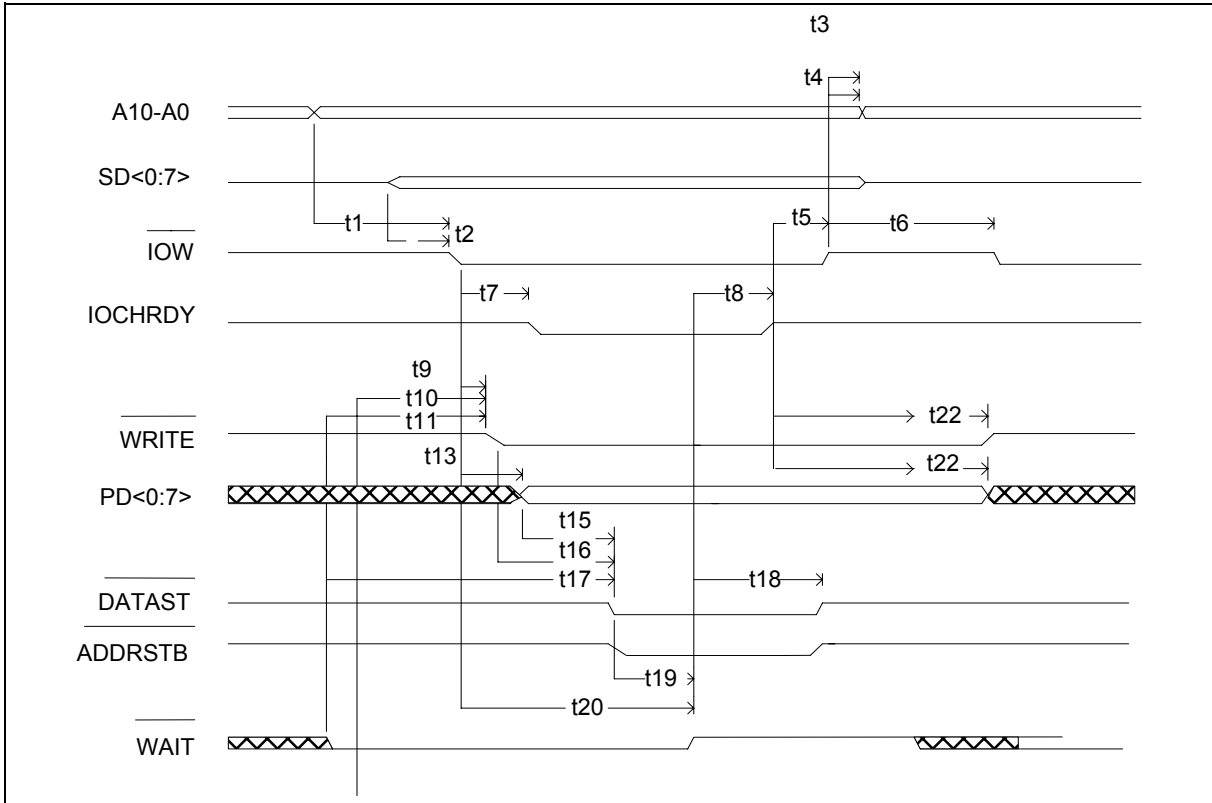 t3
t4
A10-A0
SD<0:7>
t1
t2
t5
t6
IOW
t7
t8
IOCHRDY
t9
t10
t11
t22
WRITE
t13
t22
PD<0:7>
t15
t16
t17
t18
DATAST
ADDRSTB
t19
t20
WAIT